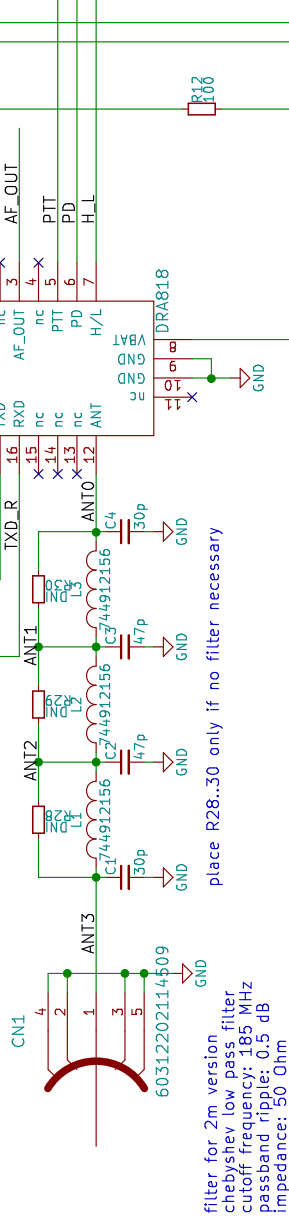 R12
100
AF_OUT
PTT
PD
H_L
3
4
5
6
7
DRA818
nc
AF_OUT
nc
PTT
PD
H/L
VBAT
8
GND
9
GND
10
nc
11
GND
TXD
RXD
nc
nc
nc
ANT
16
15
14
13
12
TXD_R
ANT0
C4
30p
GND
R30
DNI
L3
744912156
ANT1
C3
47p
GND
R29
DNI
L2
744912156
ANT2
C2
47p
GND
R28
DNI
L1
744912156
C1
30p
GND
place R28..30 only if no filter necessary
ANT3
GND
CN1
4
2
1
3
5
60312202114509
filter for 2m version
chebyshev low pass filter
cutoff frequency: 185 MHz
passband ripple: 0.5 dB
impedance: 50 Ohm